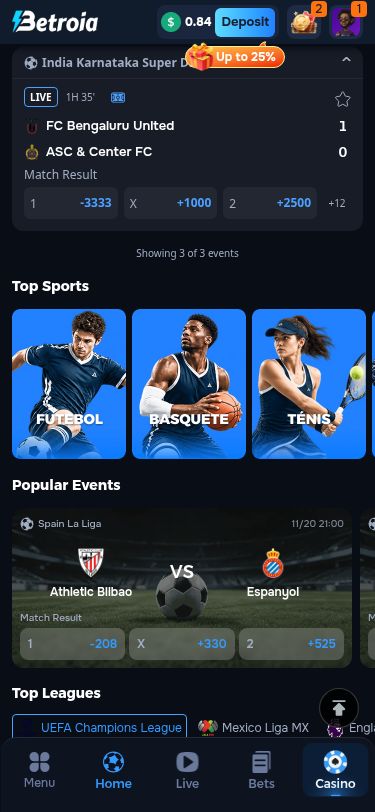 Betroia
$ 0.84 Deposit
2
1
India Karnataka Super D
Up to 25%
LIVE 1H 35'
FC Bengaluru United 1
ASC & Center FC 0
Match Result
1 -3333 X +1000 2 +2500 +12
Showing 3 of 3 events
Top Sports
FUTEBOL
BASQUETE
TÊNIS
Popular Events
Spain La Liga 11/20 21:00
VS
Athletic Bilbao Espanyol
Match Result
1 -208 X +330 2 +525
Top Leagues
UEFA Champions League Mexico Liga MX Engla
Menu Home Live Bets Casino